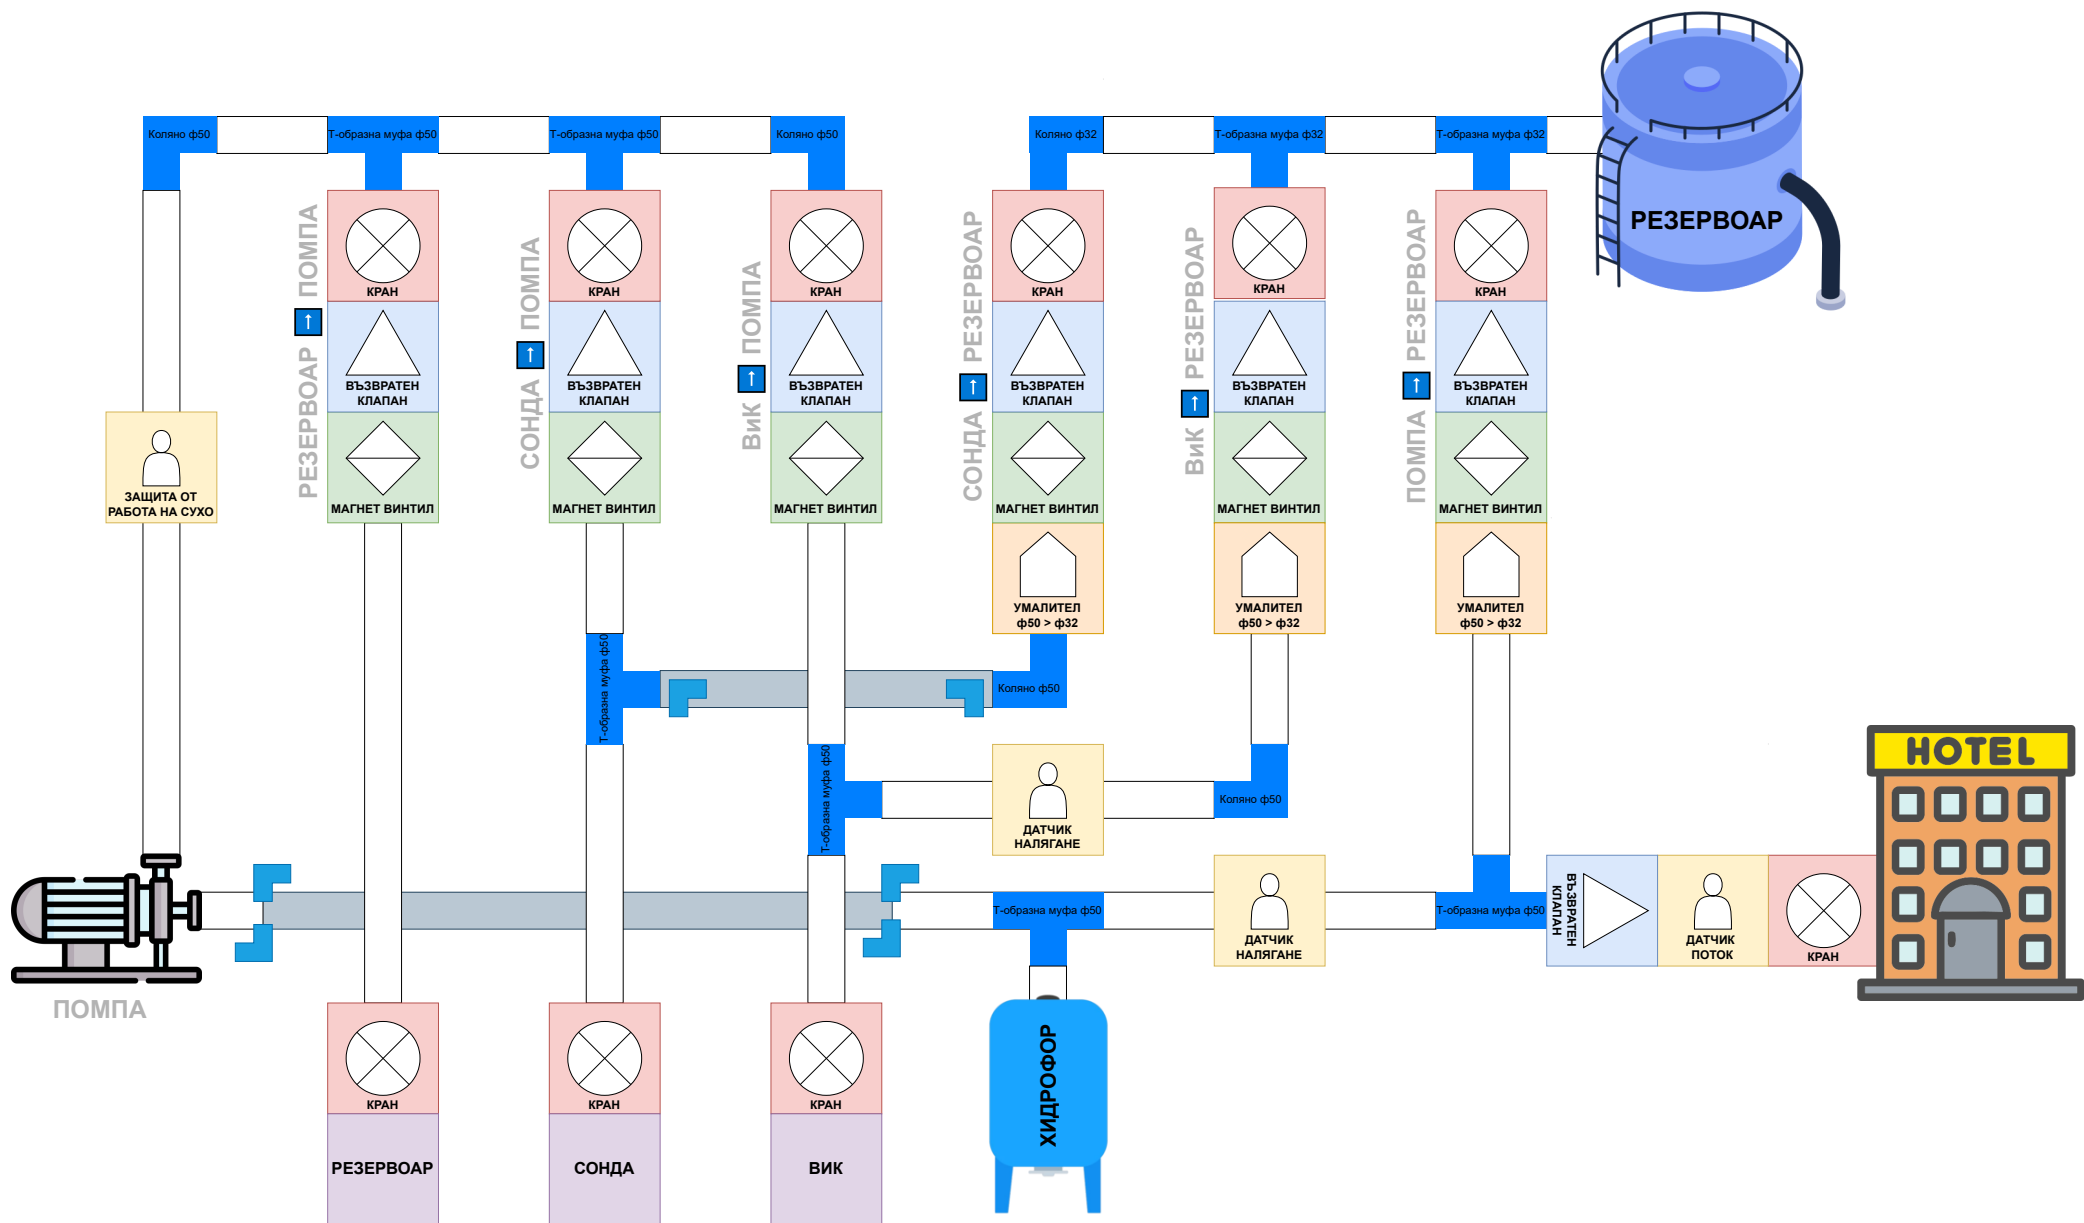 Коляно ф50
Т-образна муфа ф50
Т-образна муфа ф50
Коляно ф50
Коляно ф32
Т-образна муфа ф32
Т-образна муфа ф32
РЕЗЕРВОАР
РЕЗЕРВОАР ↑ ПОМПА
КРАН
ВЪЗВРАТЕН
КЛАПАН
МАГНЕТ ВИНТИЛ
СОНДА ↑ ПОМПА
КРАН
ВЪЗВРАТЕН
КЛАПАН
МАГНЕТ ВИНТИЛ
ВиК ↑ ПОМПА
КРАН
ВЪЗВРАТЕН
КЛАПАН
МАГНЕТ ВИНТИЛ
СОНДА ↑ РЕЗЕРВОАР
КРАН
ВЪЗВРАТЕН
КЛАПАН
МАГНЕТ ВИНТИЛ
УМАЛИТЕЛ
ф50 > ф32
ВиК ↑ РЕЗЕРВОАР
КРАН
ВЪЗВРАТЕН
КЛАПАН
МАГНЕТ ВИНТИЛ
УМАЛИТЕЛ
ф50 > ф32
ПОМПА ↑ РЕЗЕРВОАР
КРАН
ВЪЗВРАТЕН
КЛАПАН
МАГНЕТ ВИНТИЛ
УМАЛИТЕЛ
ф50 > ф32
ЗАЩИТА ОТ
РАБОТА НА СУХО
Т-образна муфа ф50
Коляно ф50
Т-образна муфа ф50
ДАТЧИК
НАЛЯГАНЕ
Коляно ф50
HOTEL
Т-образна муфа ф50
ДАТЧИК
НАЛЯГАНЕ
Т-образна муфа ф50
ВЪЗВРАТЕН
КЛАПАН
ДАТЧИК
ПОТОК
КРАН
ПОМПА
КРАН
КРАН
КРАН
ХИДРОФОР
РЕЗЕРВОАР
СОНДА
ВИК